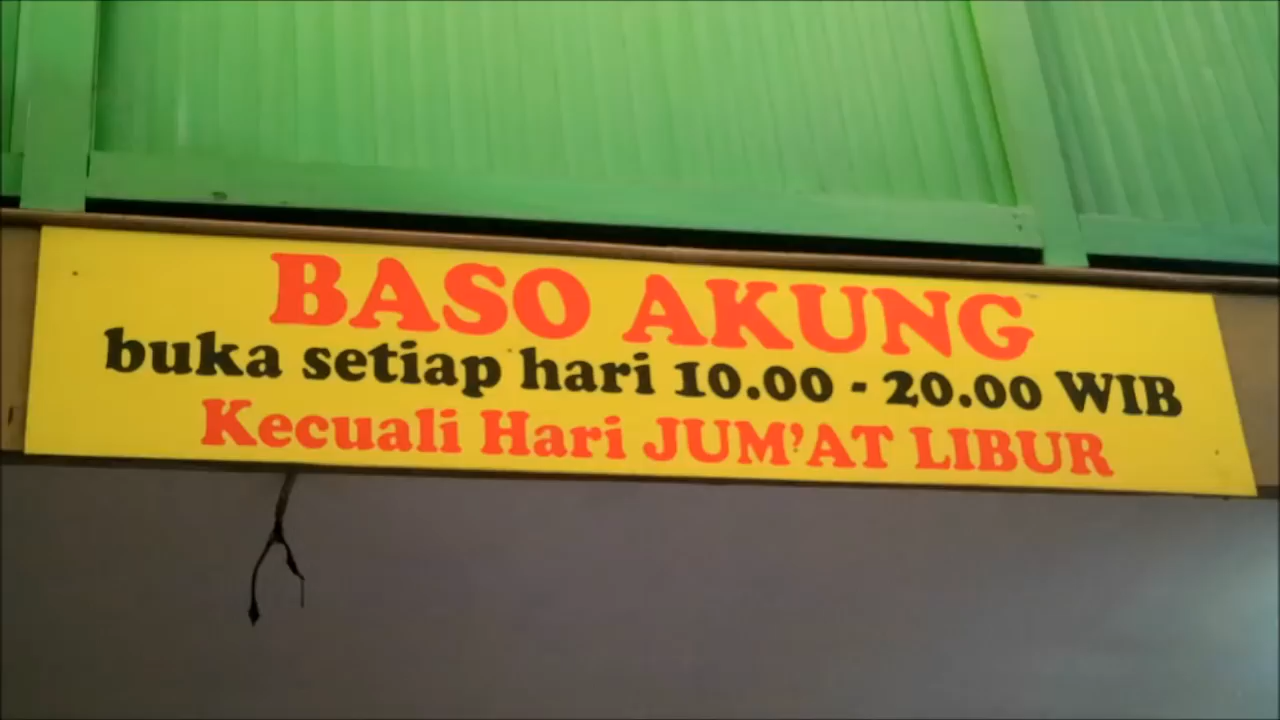 BASO AKUNG
buka setiap hari 10.00 - 20.00 WIB
Kecuali Hari JUM'AT LIBUR